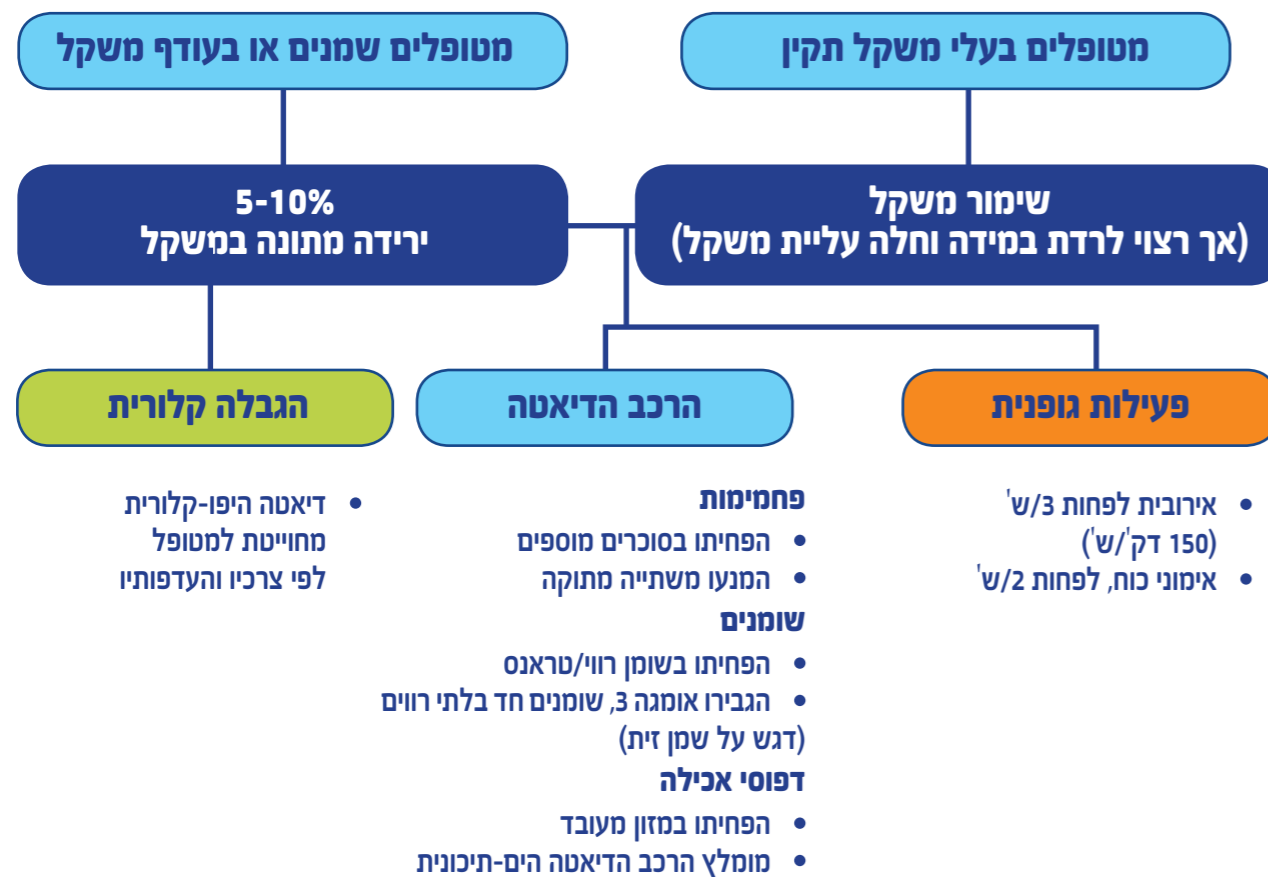 מטופלים בעלי משקל תקין
מטופלים שמנים או בעודף משקל
שימור משקל
(אך רצוי לרדת במידה וחלה עליית משקל)
5-10%
ירידה מתונה במשקל
פעילות גופנית
הרכב הדיאטה
הגבלה קלורית
• אירובית לפחות 3/ש'
(150 דק'/ש')
• אימוני כוח, לפחות 2/ש'
פחמימות
• הפחיתו בסוכרים מוספים
• המנעו משתייה מתוקה
שומנים
• הפחיתו בשומן רווי/טראנס
• הגבירו אומגה 3, שומנים חד בלתי רווים
(דגש על שמן זית)
דפוסי אכילה
• הפחיתו במזון מעובד
• מומלץ הרכב הדיאטה הים-תיכונית
• דיאטה היפו-קלורית
מחוייטת למטופל
לפי צרכיו והעדפותיו